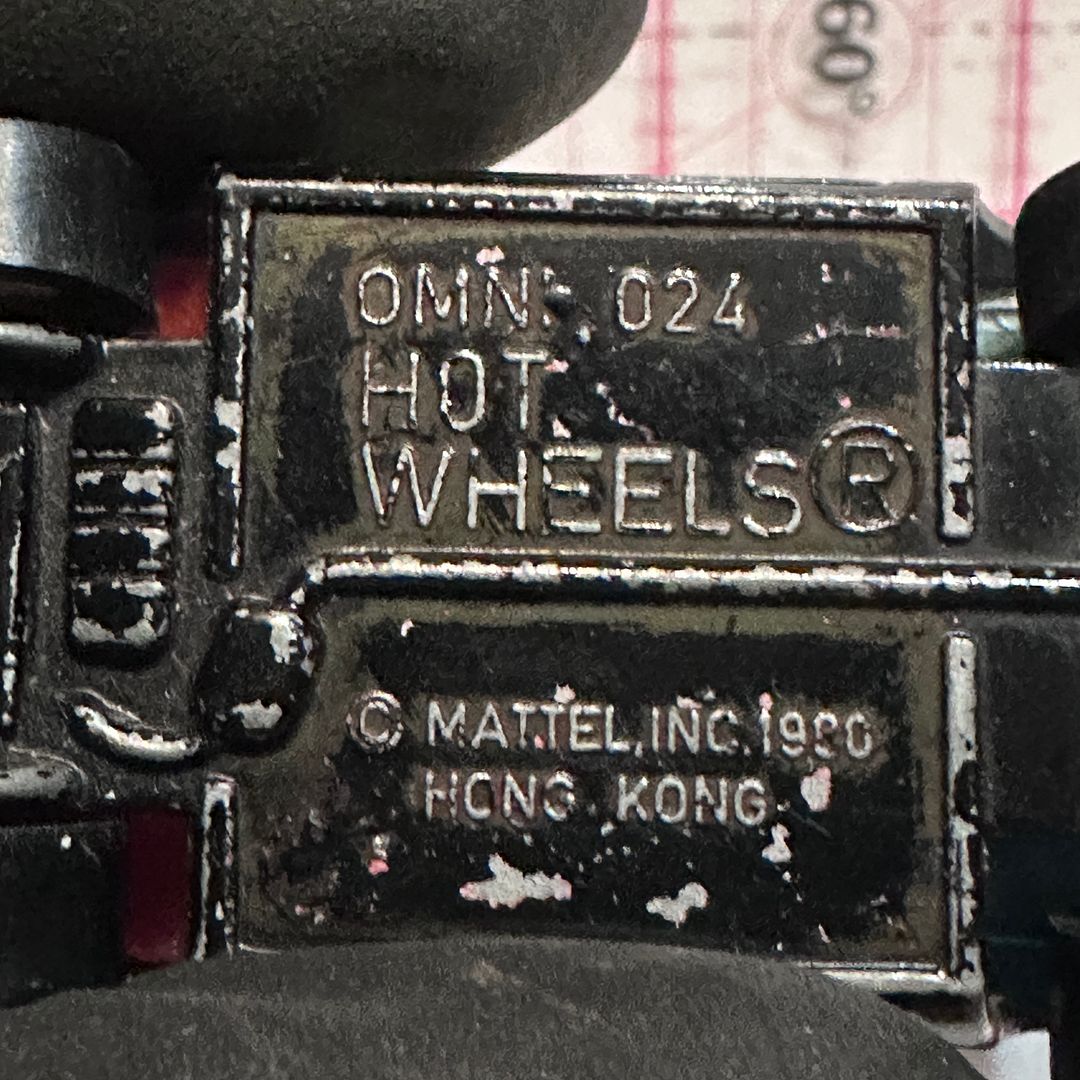 60°
OMNI 024
HOT
WHEELS®
© MATTEL, INC. 1980
HONG KONG